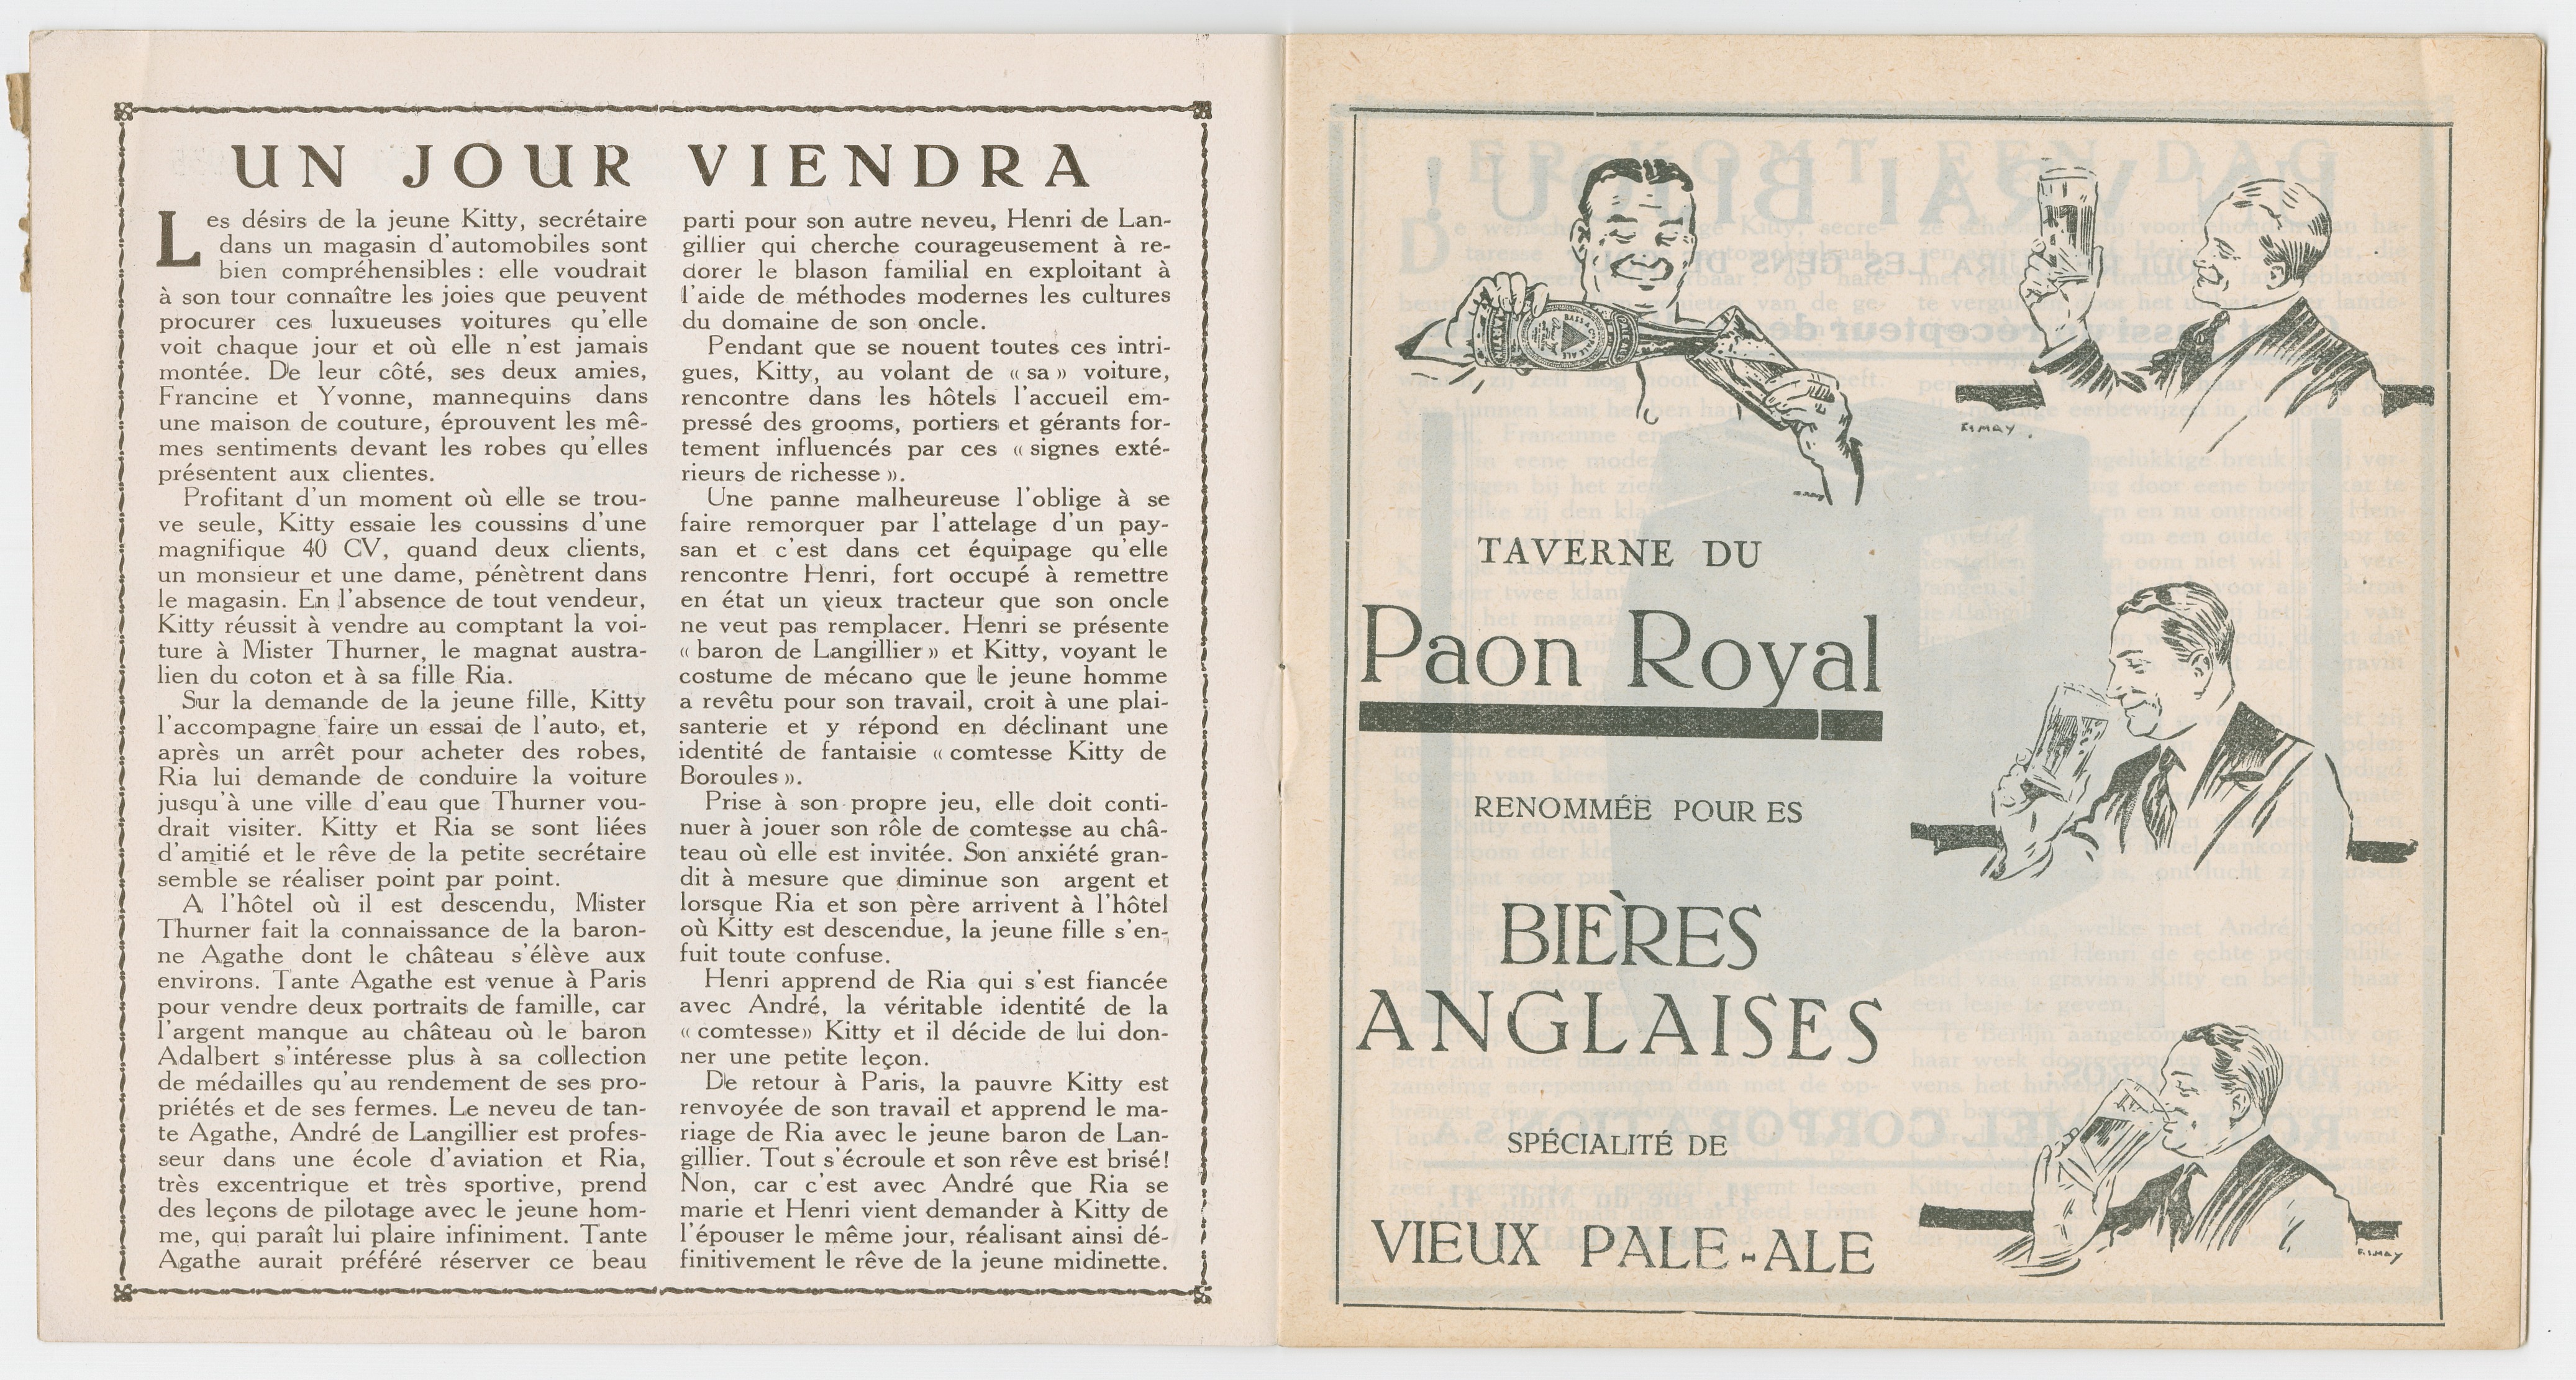 UN JOUR VIENDRA
Les désirs de la jeune Kitty, secrétaire
dans un magasin d'automobiles sont
bien compréhensibles : elle voudrait
à son tour connaître les joies que peuvent
procurer ces luxueuses voitures qu'elle
voit chaque jour et où elle n'est jamais
montée. De leur côté, ses deux amies,
Francine et Yvonne, mannequins dans
une maison de couture, éprouvent les mê-
mes sentiments devant les robes qu'elles
présentent aux clientes.
Profitant d'un moment où elle se trou-
ve seule, Kitty essaie les coussins d'une
magnifique 40 CV, quand deux clients,
un monsieur et une dame, pénètrent dans
le magasin. En l'absence de tout vendeur,
Kitty réussit à vendre au comptant la voi-
ture à Mister Thurner, le magnat austra-
lien du coton et à sa fille Ria.
Sur la demande de la jeune fille, Kitty
l'accompagne faire un essai de l'auto, et,
après un arrêt pour acheter des robes,
Ria lui demande de conduire la voiture
jusqu'à une ville d'eau que Thurner vou-
drait visiter. Kitty et Ria se sont liées
d'amitié et le rêve de la petite secrétaire
semble se réaliser point par point.
A l'hôtel où il est descendu, Mister
Thurner fait la connaissance de la baron-
ne Agathe dont le château s'élève aux
environs. Tante Agathe est venue à Paris
pour vendre deux portraits de famille, car
l'argent manque au château où le baron
Adalbert s'intéresse plus à sa collection
de médailles qu'au rendement de ses pro-
priétés et de ses fermes. Le neveu de tan-
te Agathe, André de Langillier est profes-
seur dans une école d'aviation et Ria,
très excentrique et très sportive, prend
des leçons de pilotage avec le jeune hom-
me, qui paraît lui plaire infiniment. Tante
Agathe aurait préféré réserver ce beau
parti pour son autre neveu, Henri de Lan-
gillier qui cherche courageusement à re-
dorer le blason familial en exploitant à
l'aide de méthodes modernes les cultures
du domaine de son oncle.
Pendant que se nouent toutes ces intri-
gues, Kitty, au volant de « sa » voiture,
rencontre dans les hôtels l'accueil em-
pressé des grooms, portiers et gérants for-
tement influencés par ces « signes exté-
rieurs de richesse ».
Une panne malheureuse l'oblige à se
faire remorquer par l'attelage d'un pay-
san et c'est dans cet équipage qu'elle
rencontre Henri, fort occupé à remettre
en état un vieux tracteur que son oncle
ne veut pas remplacer. Henri se présente
« baron de Langillier » et Kitty, voyant le
costume de mécano que le jeune homme
a revêtu pour son travail, croit à une plai-
santerie et y répond en déclinant une
identité de fantaisie « comtesse Kitty de
Boroules ».
Prise à son propre jeu, elle doit conti-
nuer à jouer son rôle de comtesse au châ-
teau où elle est invitée. Son anxiété gran-
dit à mesure que diminue son argent et
lorsque Ria et son père arrivent à l'hôtel
où Kitty est descendue, la jeune fille s'en-
fuit toute confuse.
Henri apprend de Ria qui s'est fiancée
avec André, la véritable identité de la
« comtesse» Kitty et il décide de lui don-
ner une petite leçon.
De retour à Paris, la pauvre Kitty est
renvoyée de son travail et apprend le ma-
riage de Ria avec le jeune baron de Lan-
gillier. Tout s'écroule et son rêve est brisé!
Non, car c'est avec André que Ria se
marie et Henri vient demander à Kitty de
l'épouser le même jour, réalisant ainsi dé-
finitivement le rêve de la jeune midinette.
TAVERNE DU
Paon Royal
RENOMMÉE POUR ES
BIÈRES
ANGLAISES
SPÉCIALITÉ DE
VIEUX PALE-ALE